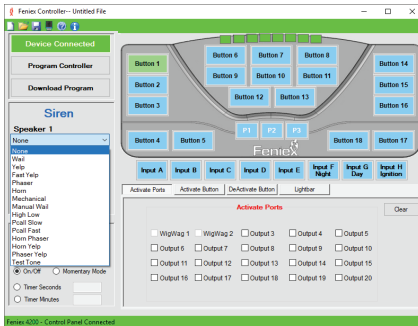 Feniex Controller-- Untitled File
Device Connected
Program Controller
Download Program
Siren
Speaker 1
None
None
Wail
Yelp
Fast Yelp
Phaser
Horn
Mechanical
Manual Wail
High Low
Pcall Slow
Pcall Fast
Horn Phaser
Horn Yelp
Phaser Yelp
Test Tone
On/Off Momentary Mode
Timer Seconds
Timer Minutes
Button 1
Button 2
Button 3
Button 4 Button 5
Button 6 Button 7 Button 8
Button 9 Button 10 Button 11
Button 12 Button 13
Button 14
Button 15
Button 16
Button 18 Button 17
P1 P2 P3
Feniex
Input A Input B Input C Input D Input E Input F Night Input G Day Input H Ignition
Activate Ports Activate Button DeActivate Button Lightbar
Activate Ports
Clear
WigWag 1 WigWag 2 Output 3 Output 4 Output 5
Output 6 Output 7 Output 8 Output 9 Output 10
Output 11 Output 12 Output 13 Output 14 Output 15
Output 16 Output 17 Output 18 Output 19 Output 20
Feniex 4200 - Control Panel Connected